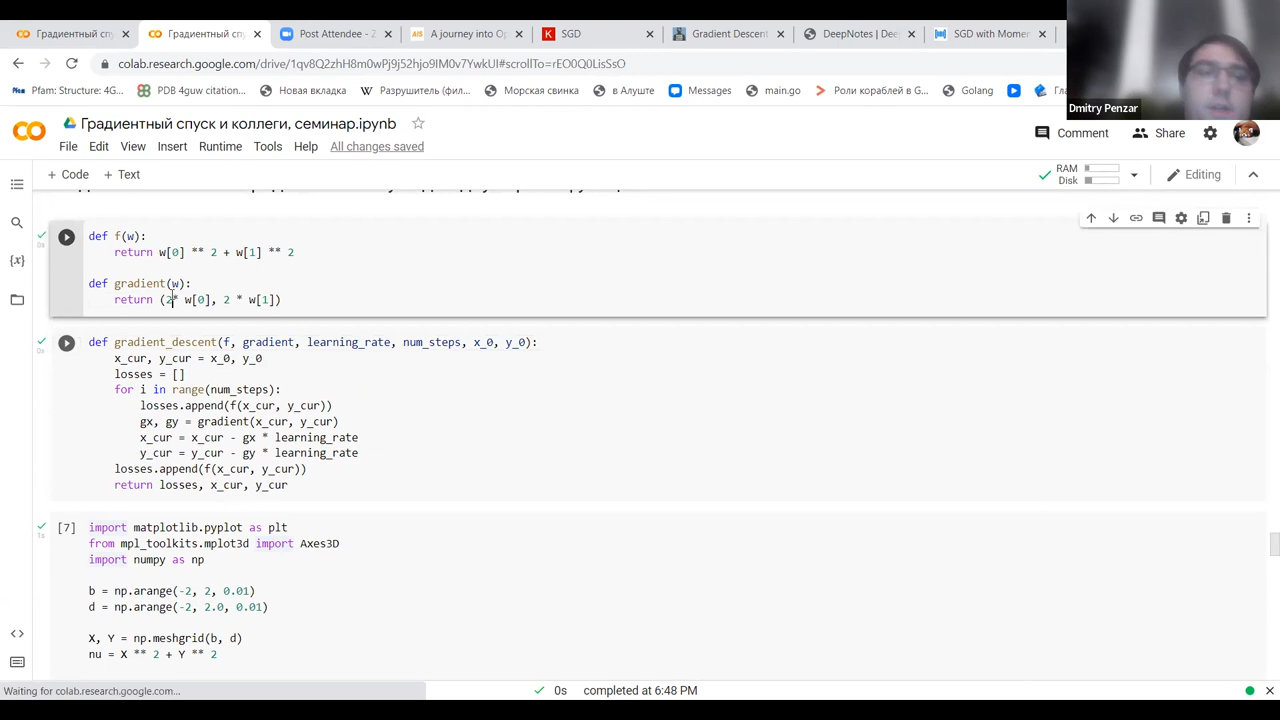 Градиентный сп
Градиентный сп
Post Attendee - Z
A journey into Op
SGD
Gradient Descent
DeepNotes | Deep
SGD with Mome
colab.research.google.com/drive/1qv8Q2zhH8m0wPj9j52hjo9IM0v7YwkUI#scrollTo=rEO0Q0LisSsO
Pfam: Structure: 4G...
PDB 4guw citation...
Новая вкладка
Разрушитель (фил...
Морская свинка
в Алуште
Messages
main.go
Роли кораблей в G...
Golang
Dmitry Penzar
Градиентный спуск и коллеги, семинар.ipynb
Comment
Share
File Edit View Insert Runtime Tools Help All changes saved
+ Code + Text
RAM
Disk
Editing
def f(w):
return w[0] ** 2 + w[1] ** 2
def gradient(w):
return (2* w[0], 2 * w[1])
def gradient_descent(f, gradient, learning_rate, num_steps, x_0, y_0):
x_cur, y_cur = x_0, y_0
losses = []
for i in range(num_steps):
losses.append(f(x_cur, y_cur))
gx, gy = gradient(x_cur, y_cur)
x_cur = x_cur - gx * learning_rate
y_cur = y_cur - gy * learning_rate
losses.append(f(x_cur, y_cur))
return losses, x_cur, y_cur
[7] import matplotlib.pyplot as plt
1s
from mpl_toolkits.mplot3d import Axes3D
import numpy as np
b = np.arange(-2, 2, 0.01)
d = np.arange(-2, 2.0, 0.01)
X, Y = np.meshgrid(b, d)
nu = X ** 2 + Y ** 2
Waiting for colab.research.google.com...
0s completed at 6:48 PM